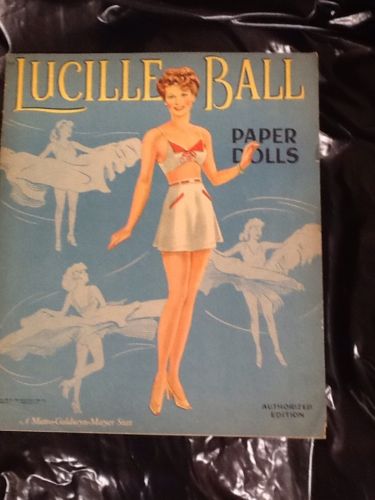 LUCILLE BALL
PAPER
DOLLS
A Metro-Goldwyn-Mayer Star
AUTHORIZED
EDITION